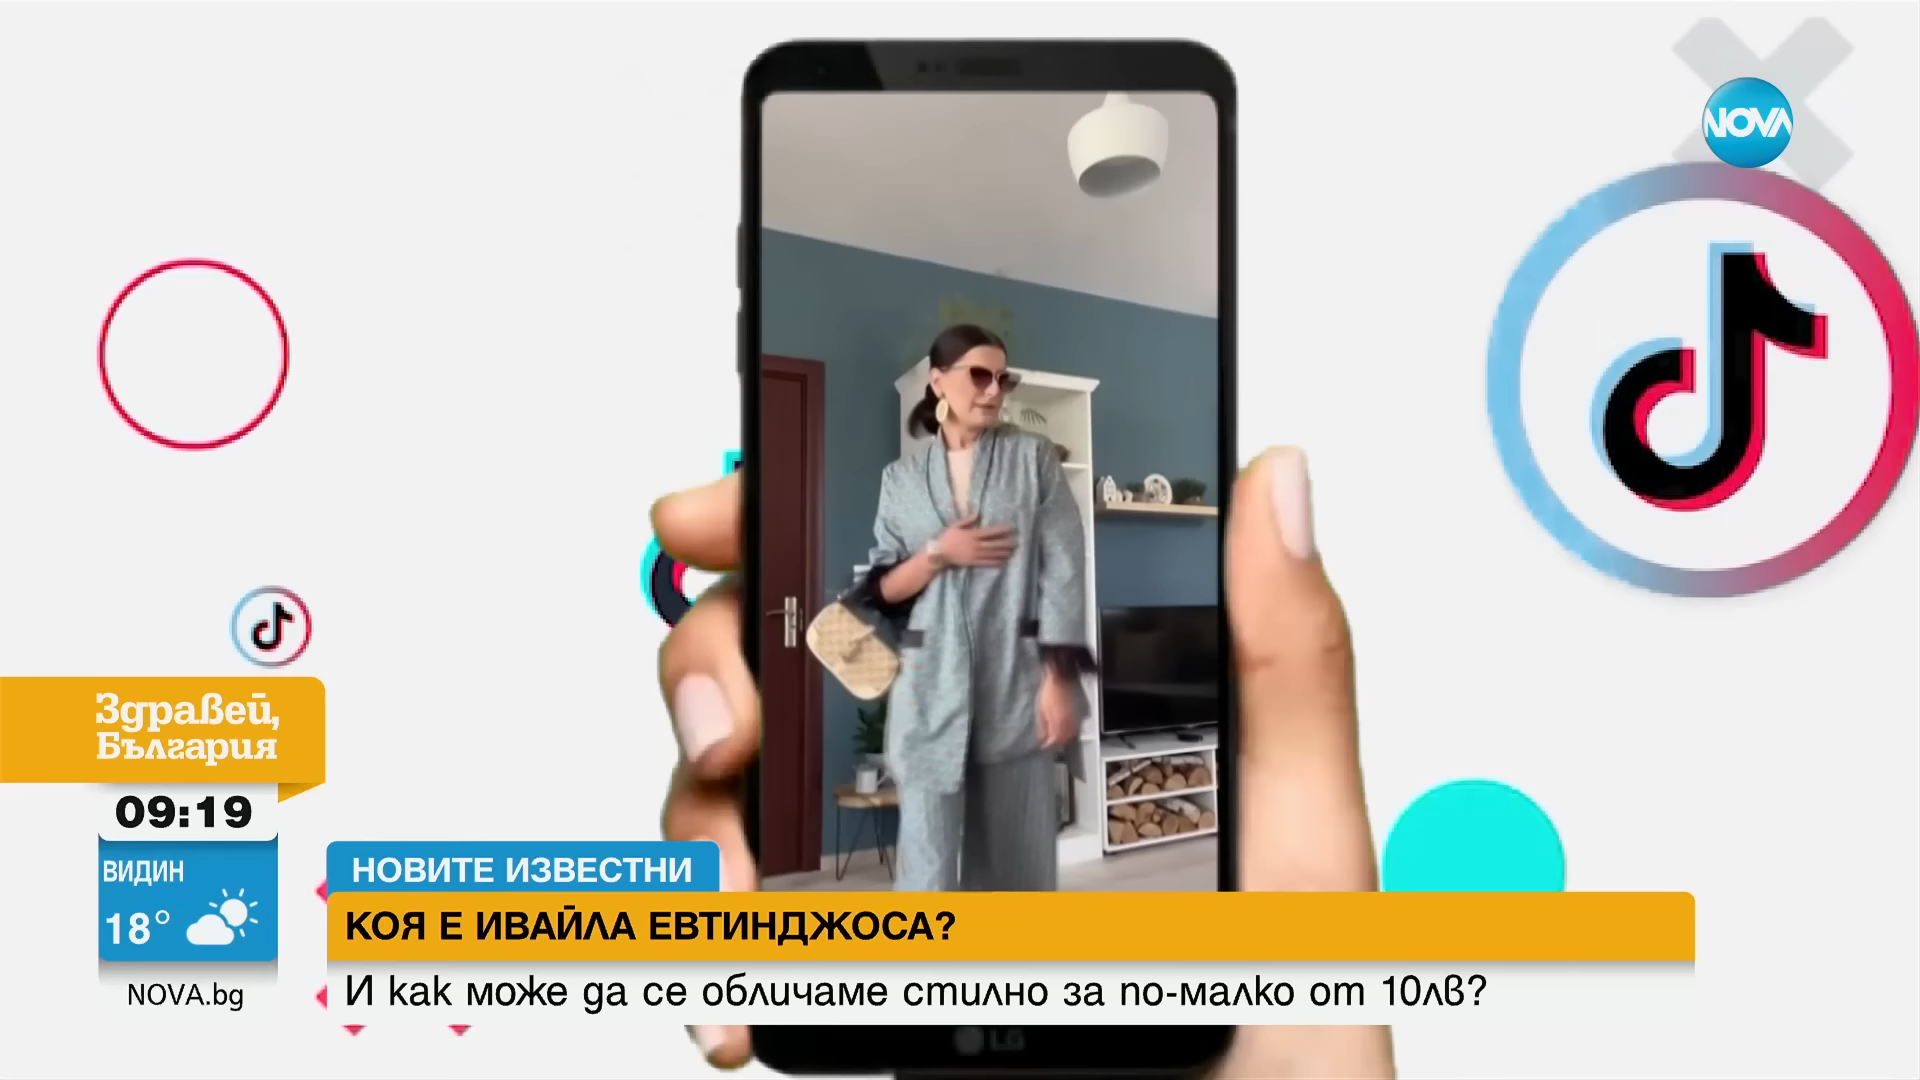 NOVA
Здравей,
България
09:19
ВИДИН
18°
NOVA.bg
НОВИТЕ ИЗВЕСТНИ
КОЯ Е ИВАЙЛА ЕВТИНДЖОСА?
И как може да се обличаме стилно за по-малко от 10лв?
LG